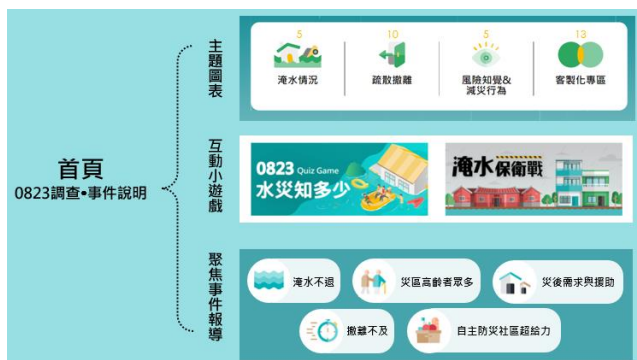 首頁
0823調查•事件說明
主題圖表
5
淹水情況
10
疏散撤離
5
風險知覺&
減災行為
13
客製化專區
互動小遊戲
0823 Quiz Game
水災知多少
淹水保衛戰
聚焦事件報導
淹水不退
災區高齡者眾多
災後需求與援助
撤離不及
自主防災社區超給力